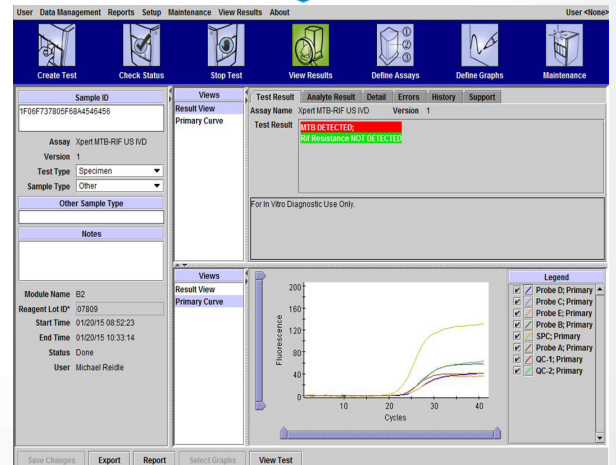 User Data Management Reports Setup Maintenance View Results About User <None>
Create Test Check Status Stop Test View Results Define Assays Define Graphs Maintenance
Sample ID
1F06F737805F68A4546456
Assay Xpert MTB-RIF US IVD
Version 1
Test Type Specimen
Sample Type Other
Other Sample Type
Notes
Module Name B2
Reagent Lot ID* 07809
Start Time 01/20/15 08:52:23
End Time 01/20/15 10:33:14
Status Done
User Michael Reidle
Views
Result View
Primary Curve
Test Result Analyte Result Detail Errors History Support
Assay Name Xpert MTB-RIF US IVD Version 1
Test Result MTB DETECTED;
Rif Resistance NOT DETECTED
For In Vitro Diagnostic Use Only.
Views
Result View
Primary Curve
200
160
120
80
40
0
Fluorescence
10 20 30 40
Cycles
Legend
Probe D; Primary
Probe C; Primary
Probe E; Primary
Probe B; Primary
SPC; Primary
Probe A; Primary
QC-1; Primary
QC-2; Primary
Save Changes Export Report Select Graphs View Test